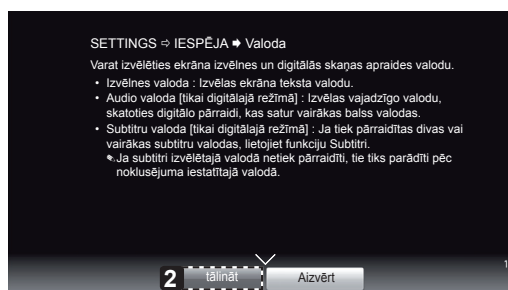 SETTINGS ⇨ IESPĒJA ➡ Valoda
Varat izvēlēties ekrāna izvēlnes un digitālās skaņas apraides valodu.
• Izvēlnes valoda : Izvēlas ekrāna teksta valodu.
• Audio valoda [tikai digitālajā režīmā] : Izvēlas vajadzīgo valodu,
skatoties digitālo pārraidi, kas satur vairākas balss valodas.
• Subtitru valoda [tikai digitālajā režīmā] : Ja tiek pārraidītas divas vai
vairākas subtitru valodas, lietojiet funkciju Subtitri.
Ja subtitri izvēlētajā valodā netiek pārraidīti, tie tiks parādīti pēc
noklusējuma iestatītajā valodā.
1
2 tālināt Aizvērt